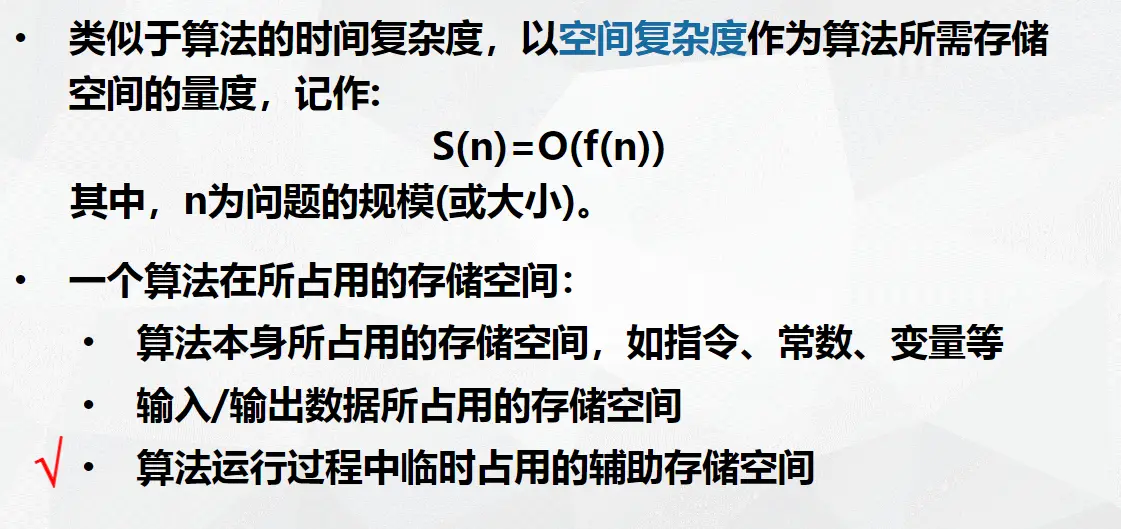 • 类似于算法的时间复杂度，以空间复杂度作为算法所需存储
空间的量度，记作:
S(n)=O(f(n))
其中，n为问题的规模(或大小)。
• 一个算法在所占用的存储空间：
• 算法本身所占用的存储空间，如指令、常数、变量等
• 输入/输出数据所占用的存储空间
√ • 算法运行过程中临时占用的辅助存储空间